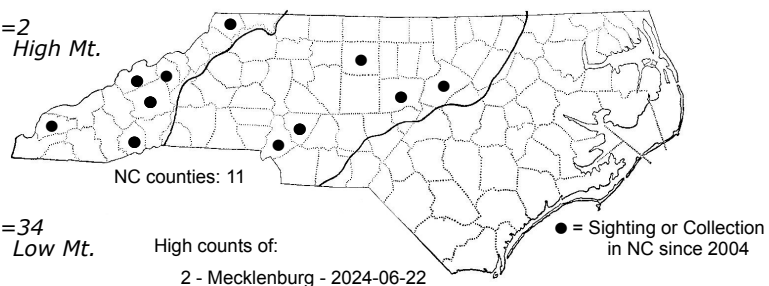 =2
High Mt.
NC counties: 11
=34
Low Mt.
High counts of:
2 - Mecklenburg - 2024-06-22
● = Sighting or Collection
in NC since 2004